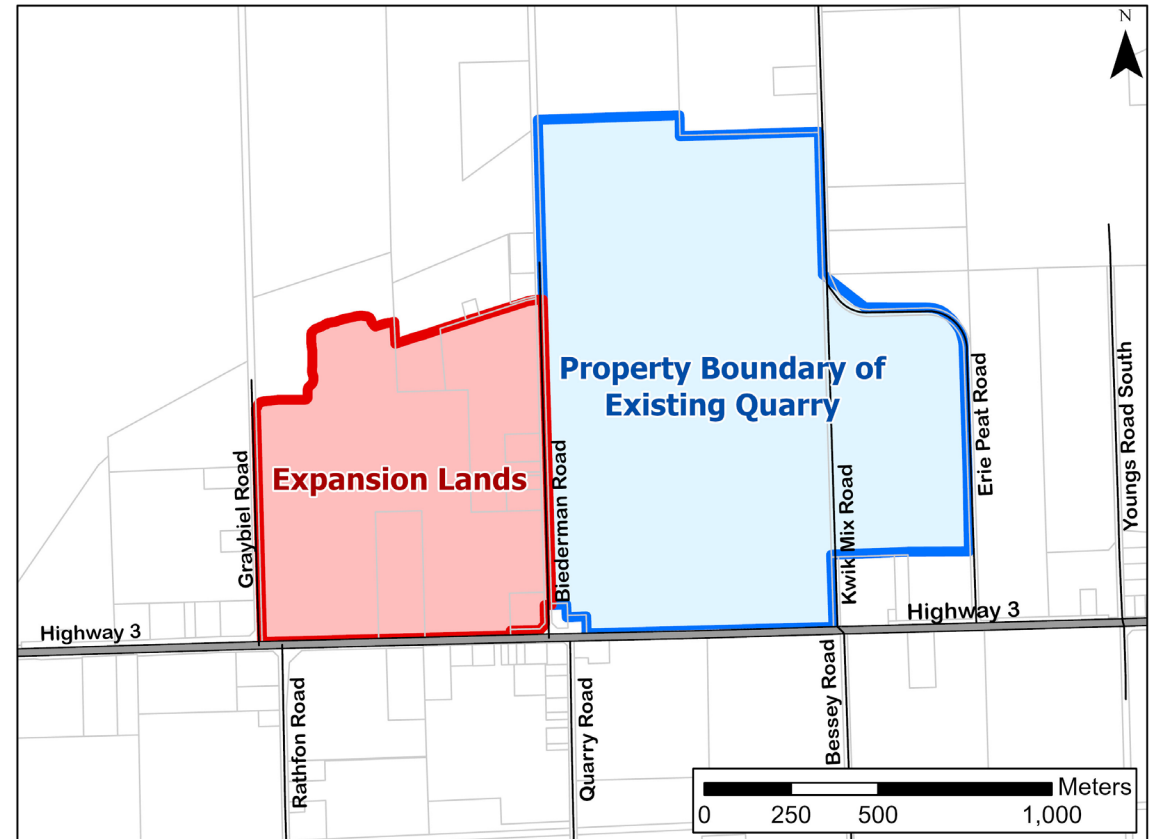 N
Property Boundary of
Existing Quarry
Expansion Lands
Graybiel Road
Biederman Road
Kwik Mix Road
Erie Peat Road
Youngs Road South
Highway 3
Highway 3
Rathfon Road
Quarry Road
Bessey Road
Meters
0 250 500 1,000